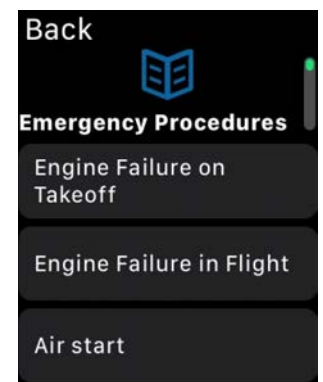 Back
Emergency Procedures
Engine Failure on
Takeoff
Engine Failure in Flight
Air start